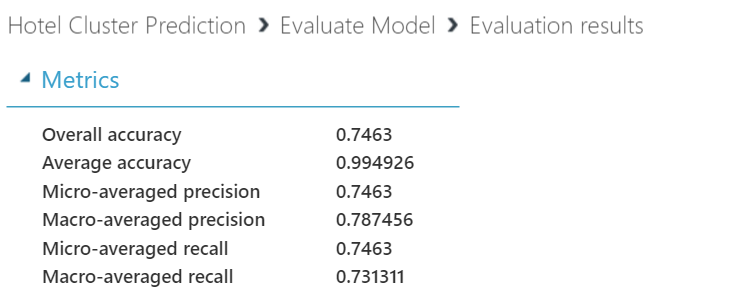 Hotel Cluster Prediction › Evaluate Model › Evaluation results
Metrics
Overall accuracy 0.7463
Average accuracy 0.994926
Micro-averaged precision 0.7463
Macro-averaged precision 0.787456
Micro-averaged recall 0.7463
Macro-averaged recall 0.731311